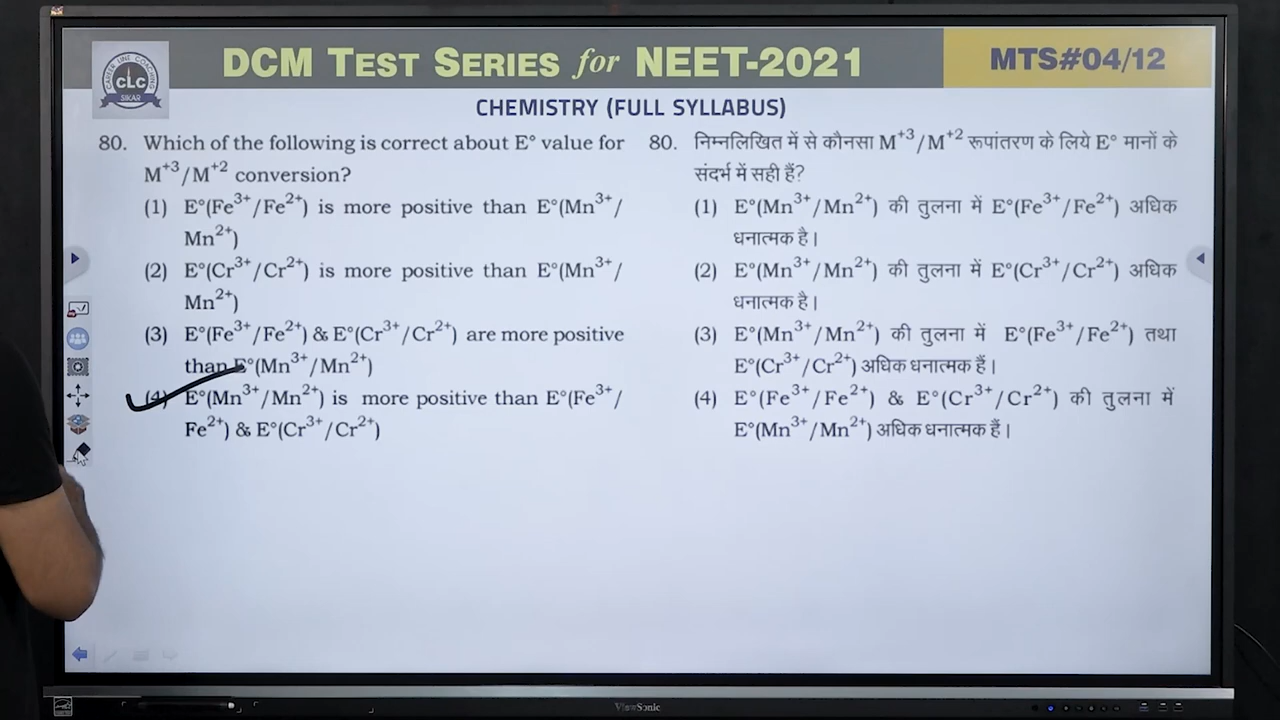 CAREER LINE COACHING
CLC
SIKAR
DCM TEST SERIES for NEET-2021
MTS#04/12
CHEMISTRY (FULL SYLLABUS)
80. Which of the following is correct about E° value for
M⁺³/M⁺² conversion?
(1) E°(Fe³⁺/Fe²⁺) is more positive than E°(Mn³⁺/
Mn²⁺)
(2) E°(Cr³⁺/Cr²⁺) is more positive than E°(Mn³⁺/
Mn²⁺)
(3) E°(Fe³⁺/Fe²⁺) & E°(Cr³⁺/Cr²⁺) are more positive
than E°(Mn³⁺/Mn²⁺)
(4) E°(Mn³⁺/Mn²⁺) is more positive than E°(Fe³⁺/
Fe²⁺) & E°(Cr³⁺/Cr²⁺)
80. निम्नलिखित में से कौनसा M⁺³/M⁺² रूपांतरण के लिये E° मानों के
संदर्भ में सही हैं?
(1) E°(Mn³⁺/Mn²⁺) की तुलना में E°(Fe³⁺/Fe²⁺) अधिक
धनात्मक है।
(2) E°(Mn³⁺/Mn²⁺) की तुलना में E°(Cr³⁺/Cr²⁺) अधिक
धनात्मक है।
(3) E°(Mn³⁺/Mn²⁺) की तुलना में E°(Fe³⁺/Fe²⁺) तथा
E°(Cr³⁺/Cr²⁺) अधिक धनात्मक हैं।
(4) E°(Fe³⁺/Fe²⁺) & E°(Cr³⁺/Cr²⁺) की तुलना में
E°(Mn³⁺/Mn²⁺) अधिक धनात्मक हैं।
ViewSonic